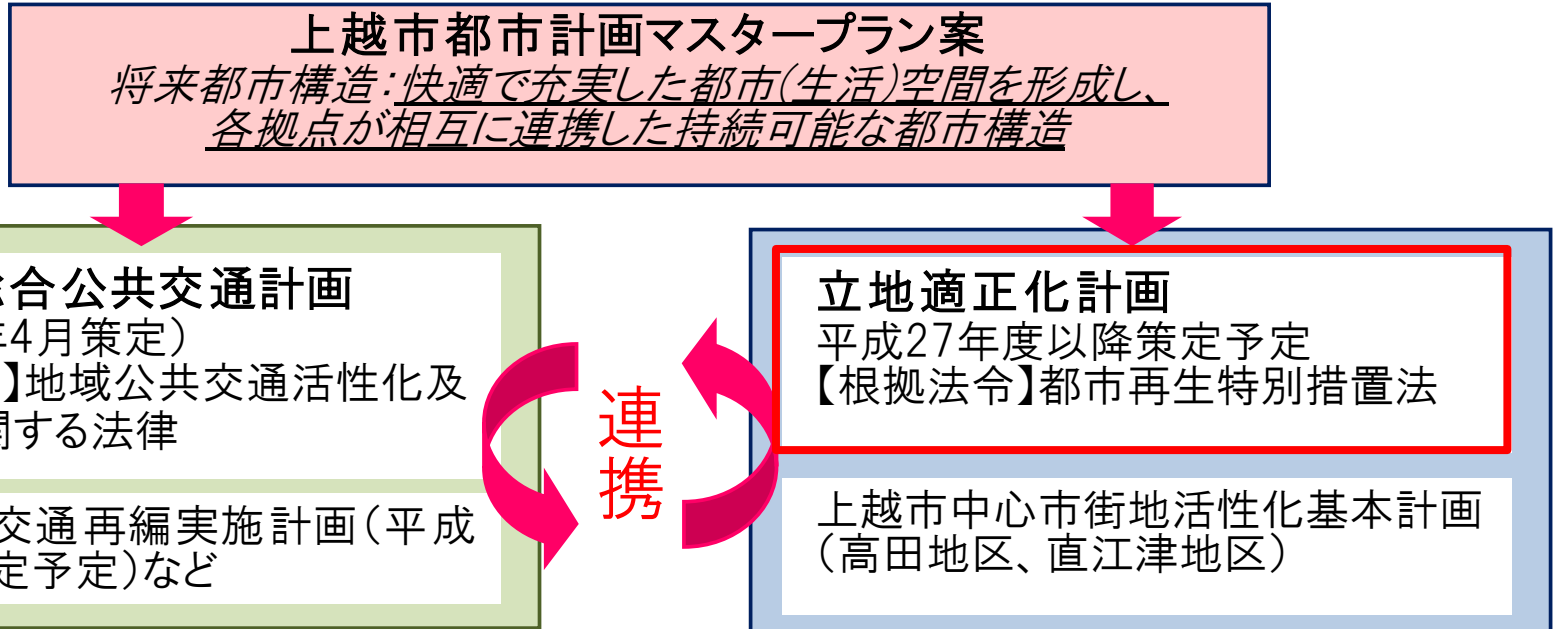 上越市都市計画マスタープラン案
将来都市構造：快適で充実した都市(生活)空間を形成し、
各拠点が相互に連携した持続可能な都市構造
総合公共交通計画
年4月策定）
】地域公共交通活性化及
関する法律
交通再編実施計画（平成
定予定）など
連携
立地適正化計画
平成27年度以降策定予定
【根拠法令】都市再生特別措置法
上越市中心市街地活性化基本計画
（高田地区、直江津地区）